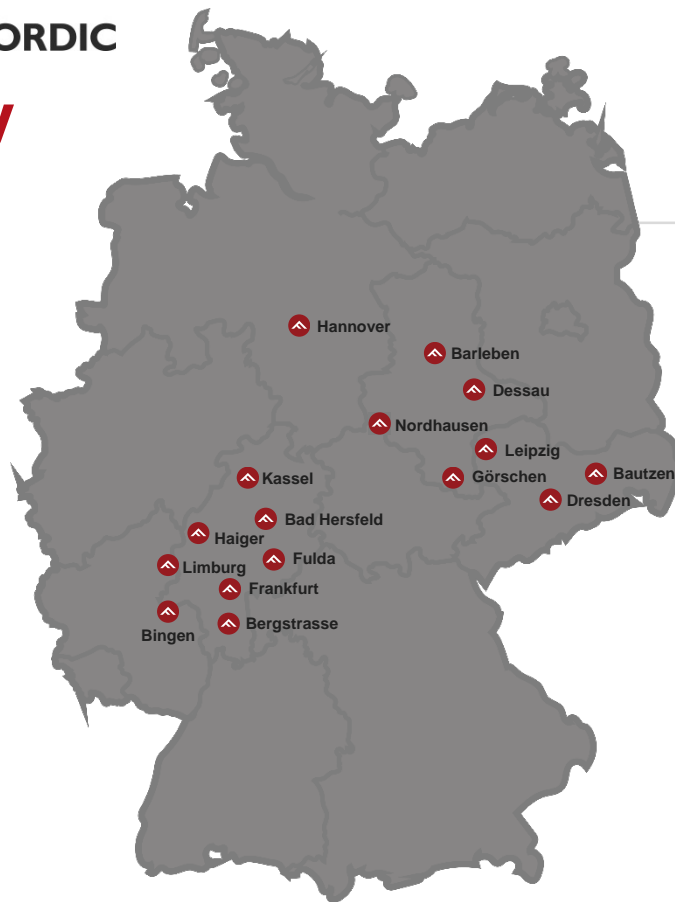 ORDIC
y
Hannover
Barleben
Dessau
Nordhausen
Leipzig
Görschen
Bautzen
Kassel
Dresden
Bad Hersfeld
Haiger
Fulda
Limburg
Frankfurt
Bingen
Bergstrasse